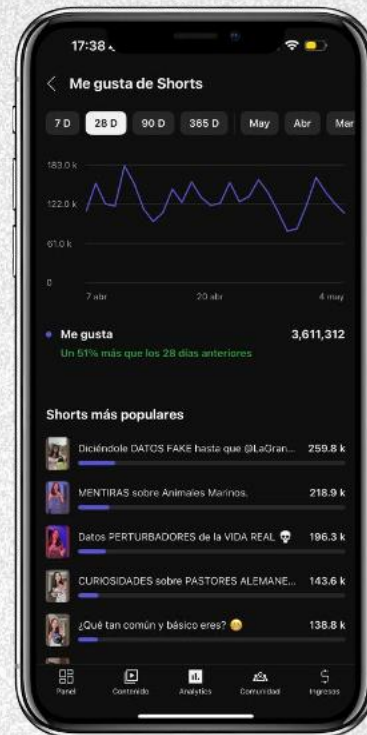 17:38
Me gusta de Shorts
7 D 28 D 90 D 365 D May Abr Mar
183.0 k
122.0 k
61.0 k
0
7 abr 20 abr 4 may
Me gusta 3,611,312
Un 51% más que los 28 días anteriores
Shorts más populares
Diciéndole DATOS FAKE hasta que @LaGran... 259.8 k
MENTIRAS sobre Animales Marinos. 218.9 k
Datos PERTURBADORES de la VIDA REAL 💀 196.3 k
CURIOSIDADES sobre PASTORES ALEMANE... 143.6 k
¿Qué tan común y básico eres? 138.8 k
Panel Contenido Analytics Comunidad Ingresos